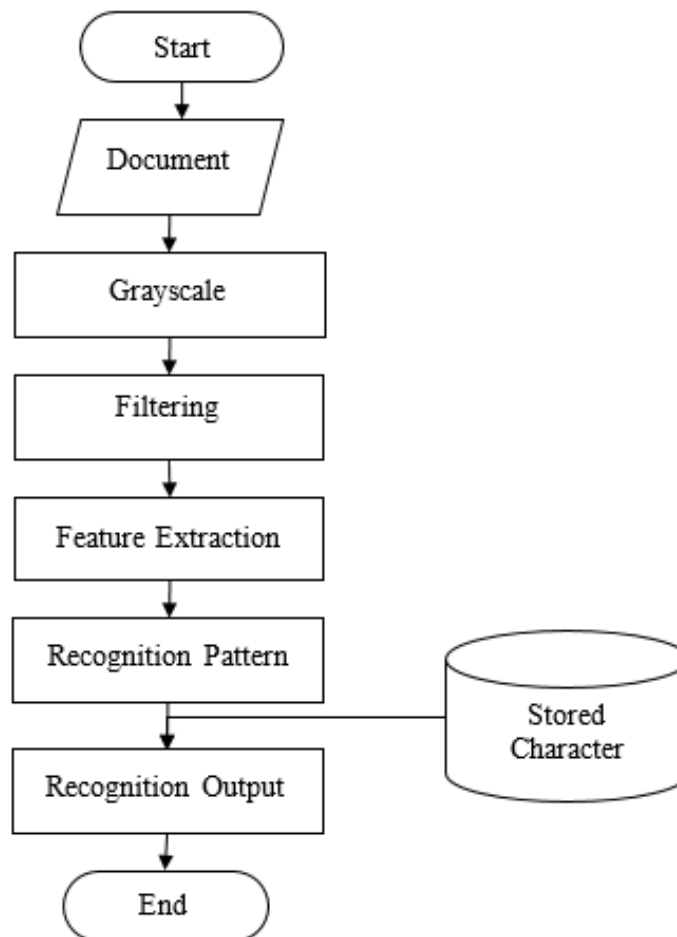 Start
Document
Grayscale
Filtering
Feature Extraction
Recognition Pattern
Stored
Character
Recognition Output
End